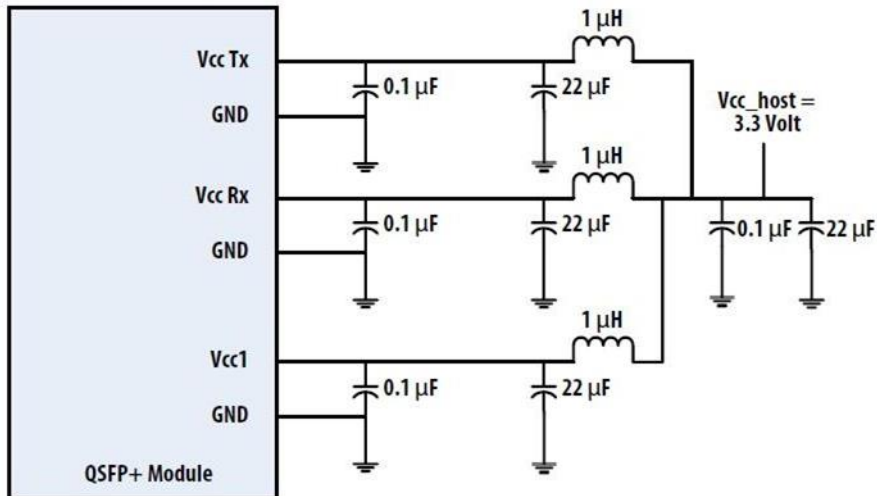 1 µH
Vcc Tx
0.1 µF
22 µF
GND
Vcc_host =
3.3 Volt
1 µH
Vcc Rx
0.1 µF
22 µF
0.1 µF
22 µF
GND
1 µH
Vcc1
0.1 µF
22 µF
GND
QSFP+ Module